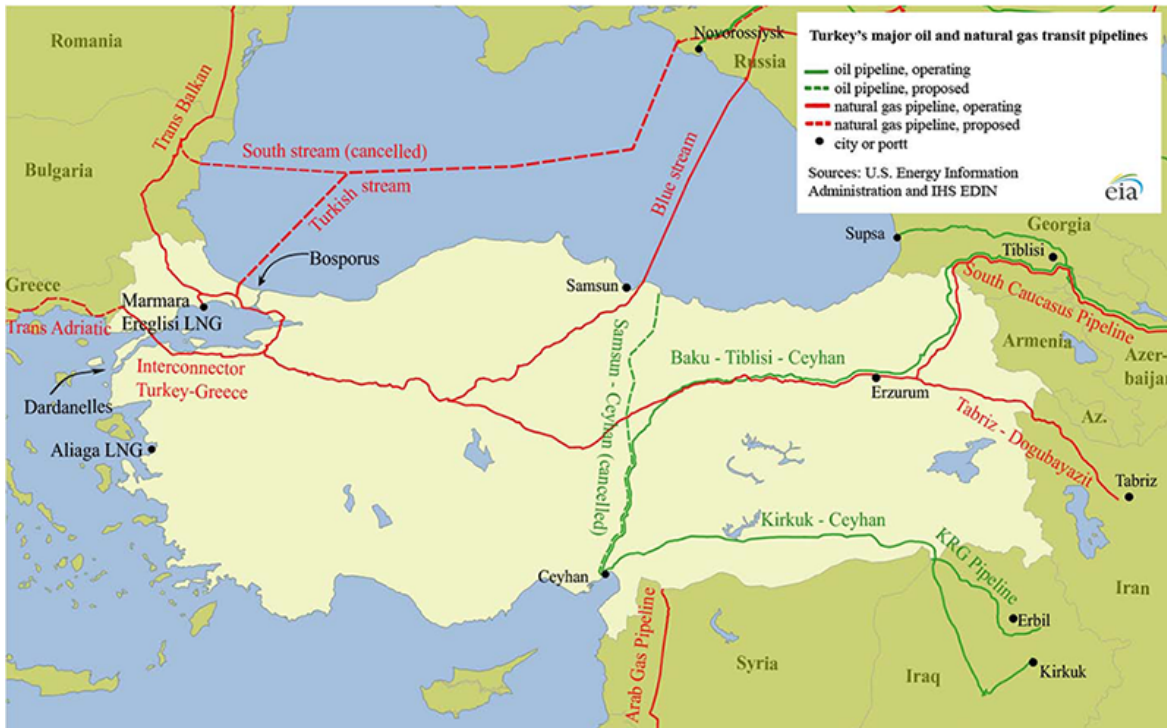 Turkey's major oil and natural gas transit pipelines
oil pipeline, operating
oil pipeline, proposed
natural gas pipeline, operating
natural gas pipeline, proposed
city or portt
Sources: U.S. Energy Information
Administration and IHS EDIN
eia
Romania
Novorossiysk
Russia
Trans Balkan
South stream (cancelled)
Turkish stream
Blue stream
Bulgaria
Supsa
Georgia
Tiblisi
South Caucasus Pipeline
Bosporus
Samsun
Greece
Marmara
Ereglisi LNG
Trans Adriatic
Samsun - Ceyhan (cancelled)
Armenia
Azer-
baijan
Interconnector
Turkey-Greece
Baku - Tiblisi - Ceyhan
Erzurum
Dardanelles
Az.
Tabriz - Dogubayazit
Aliaga LNG
Tabriz
Kirkuk - Ceyhan
KRG Pipeline
Ceyhan
Iran
Erbil
Arab Gas Pipeline
Syria
Iraq
Kirkuk